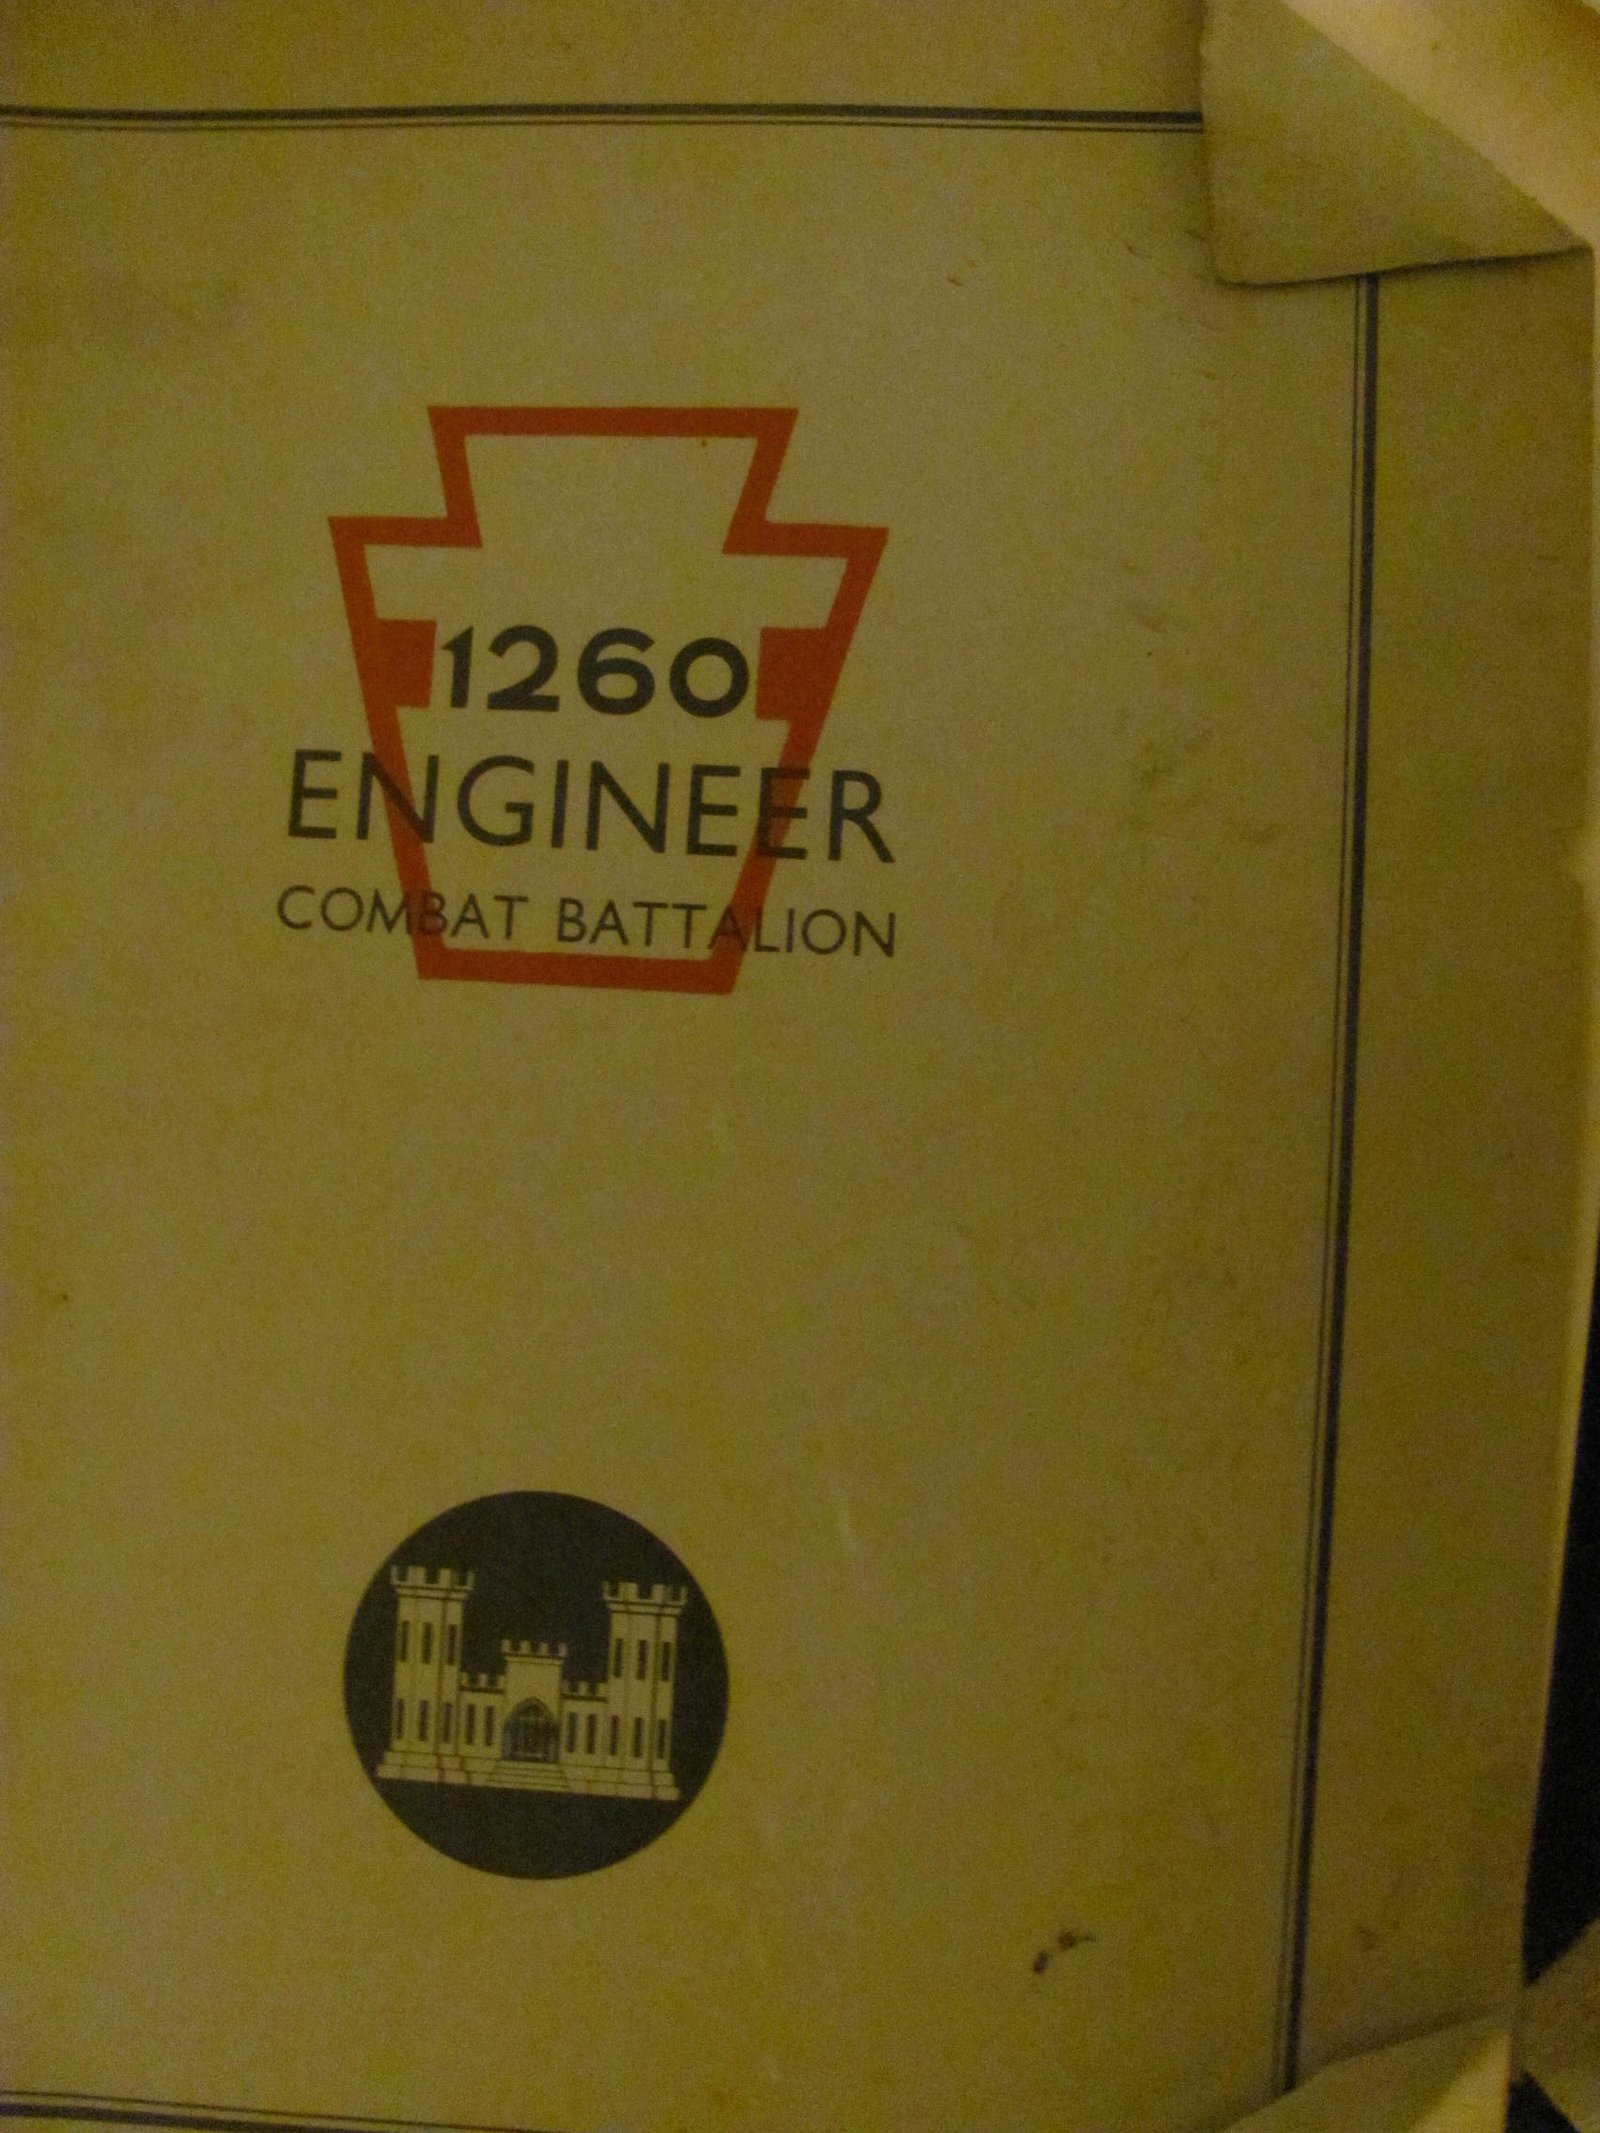 1260
ENGINEER
COMBAT BATTALION